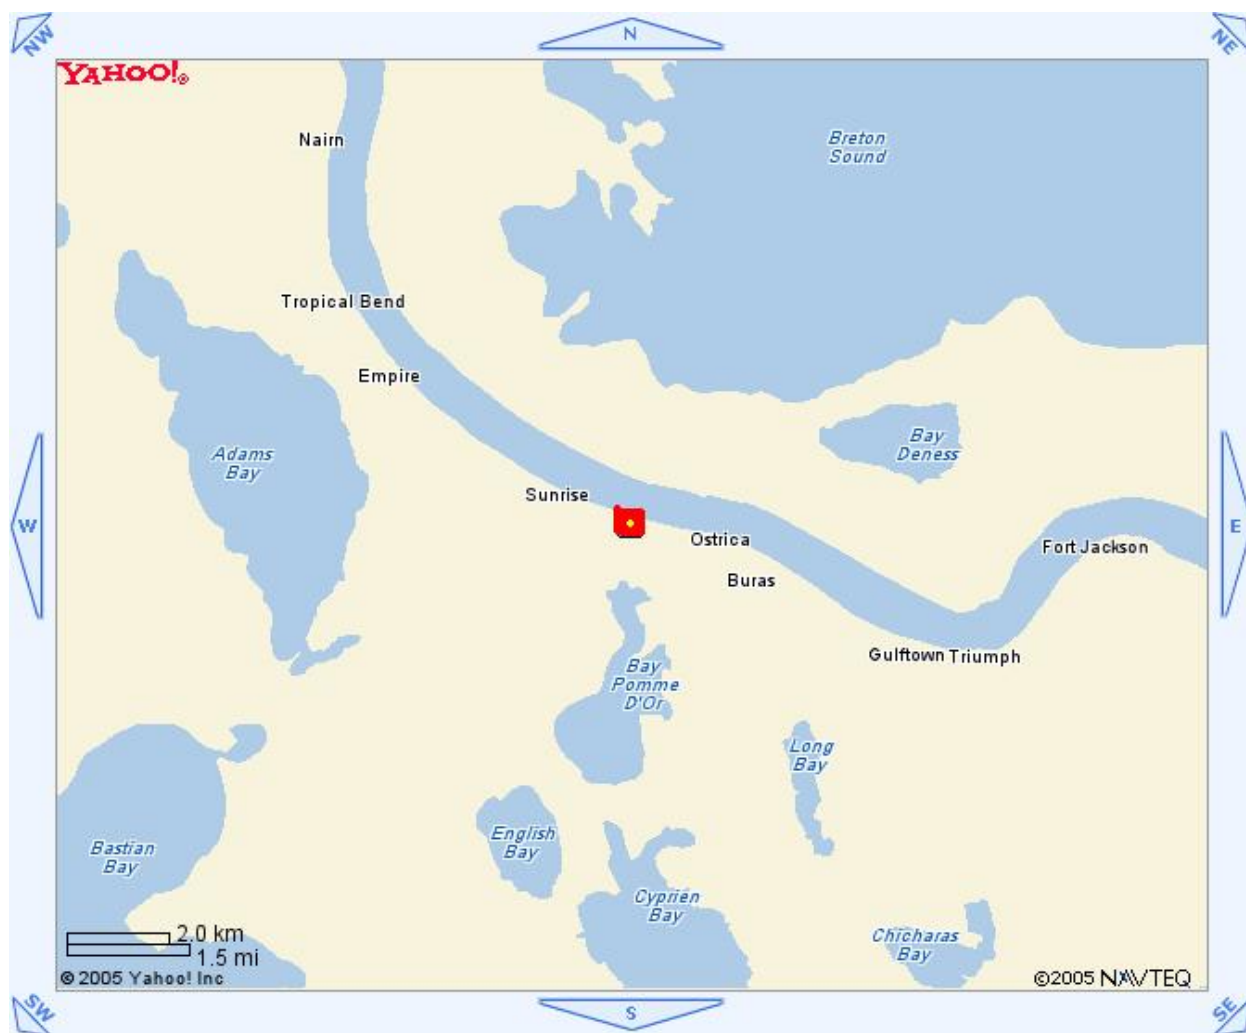 NW
N
NE
YAHOO!®
Nairn
Breton
Sound
Tropical Bend
Empire
Adams
Bay
Bay
Deness
Sunrise
W
E
Ostrica
Fort Jackson
Buras
Gulftown Triumph
Bay
Pomme
D'Or
Long
Bay
English
Bay
Bastian
Bay
Cyprien
Bay
Chicharas
Bay
2.0 km
1.5 mi
©2005 Yahoo! Inc
©2005 NAVTEQ
SW
S
SE